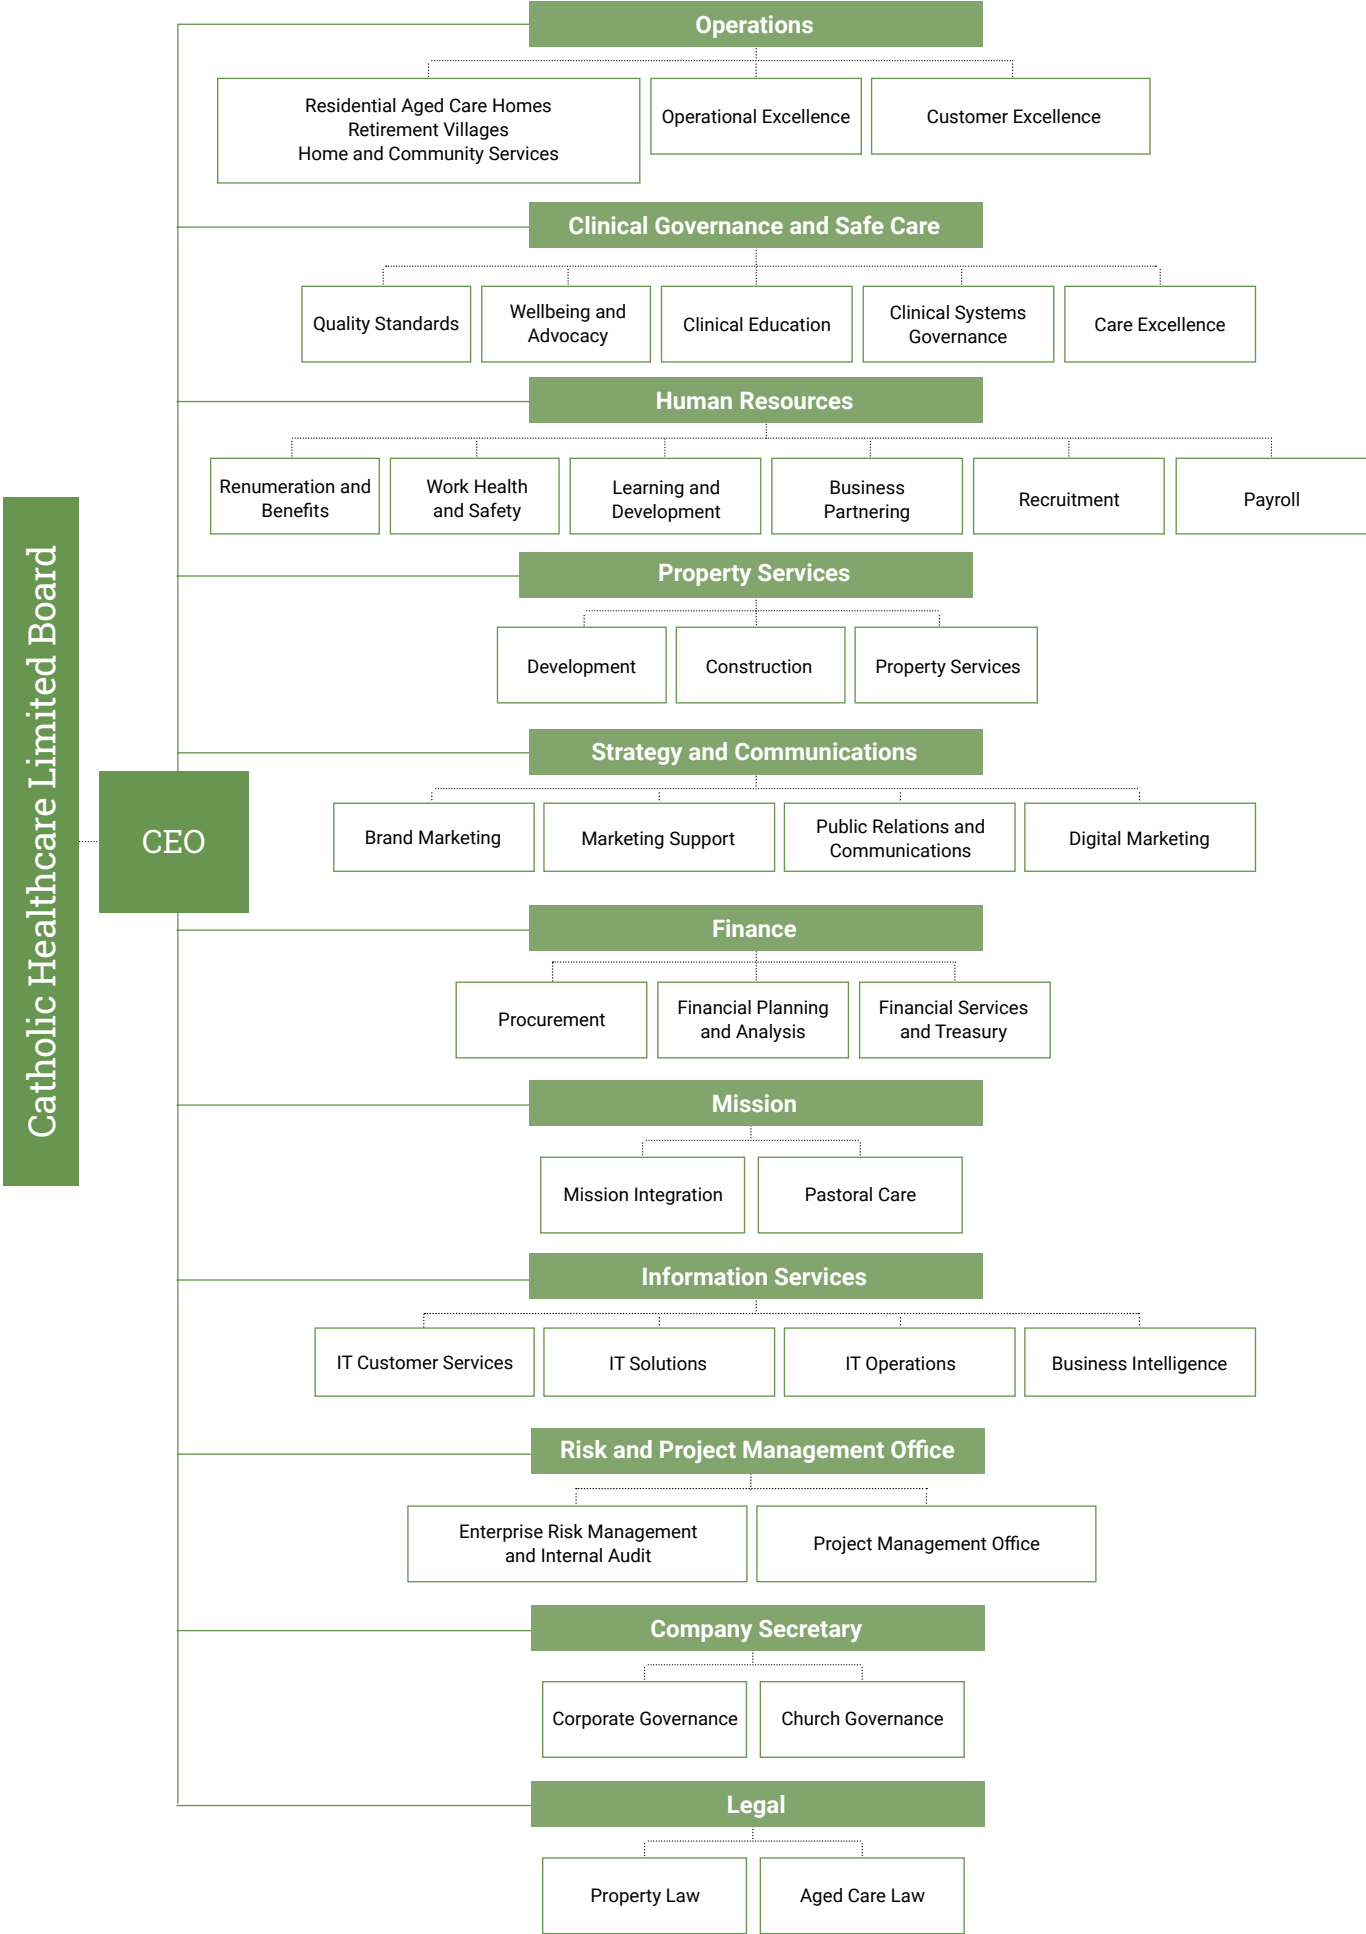 Catholic Healthcare Limited Board
CEO
Operations
Residential Aged Care Homes
Retirement Villages
Home and Community Services
Operational Excellence
Customer Excellence
Clinical Governance and Safe Care
Quality Standards
Wellbeing and
Advocacy
Clinical Education
Clinical Systems
Governance
Care Excellence
Human Resources
Renumeration and
Benefits
Work Health
and Safety
Learning and
Development
Business
Partnering
Recruitment
Payroll
Property Services
Development
Construction
Property Services
Strategy and Communications
Brand Marketing
Marketing Support
Public Relations and
Communications
Digital Marketing
Finance
Procurement
Financial Planning
and Analysis
Financial Services
and Treasury
Mission
Mission Integration
Pastoral Care
Information Services
IT Customer Services
IT Solutions
IT Operations
Business Intelligence
Risk and Project Management Office
Enterprise Risk Management
and Internal Audit
Project Management Office
Company Secretary
Corporate Governance
Church Governance
Legal
Property Law
Aged Care Law